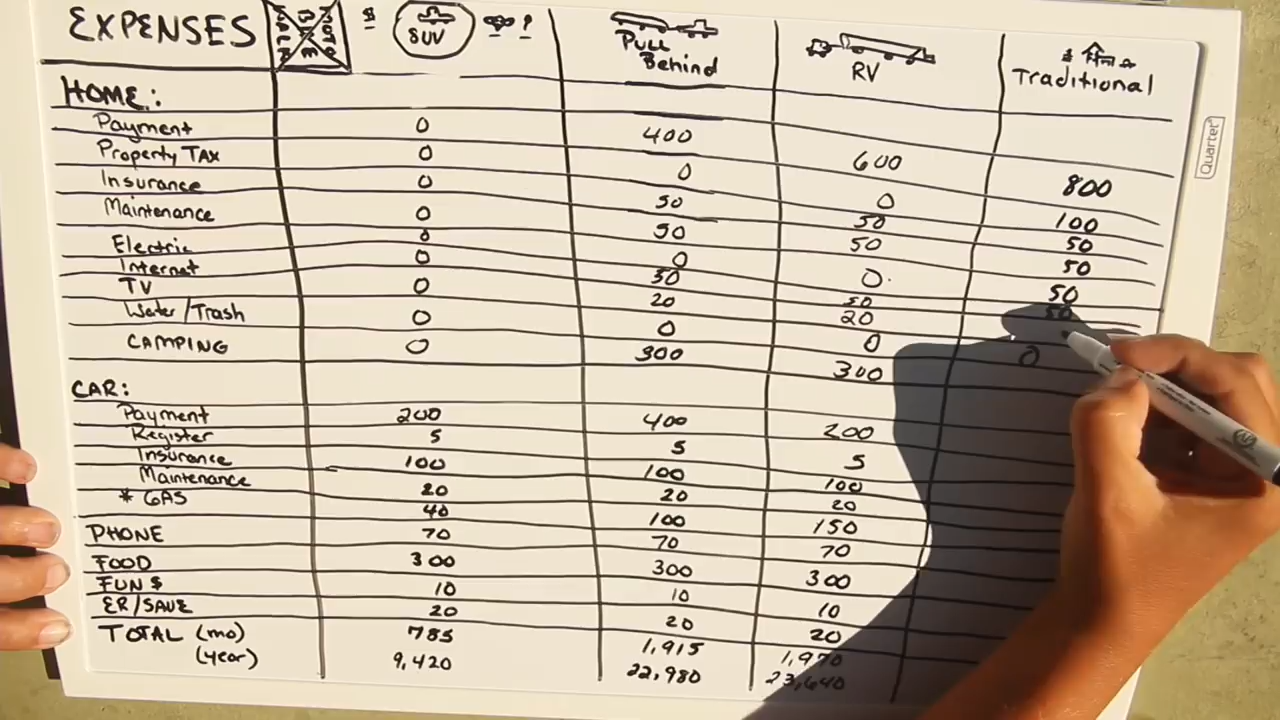 EXPENSES SUV Pull Behind RV Traditional
HOME:
Payment 0 400 600 800
Property TAX 0 0 0 100
Insurance 0 50 50 50
Maintenance 0 50 50 50
Electric 0 0 0 50
Internet 0 50 50 50
TV 0 20 20
Water/Trash 0 0 0
CAMPING 0 300 300 0
CAR:
Payment 200 400 200
Register 5 5 5
Insurance 100 100 100
Maintenance 20 20 20
* GAS 40 100 150
PHONE 70 70 70
FOOD 300 300 300
FUN $ 10 10 10
ER/SAVE 20 20 20
TOTAL (mo) 785 1,915 1,970
(year) 9,420 22,980 23,640
Quartet